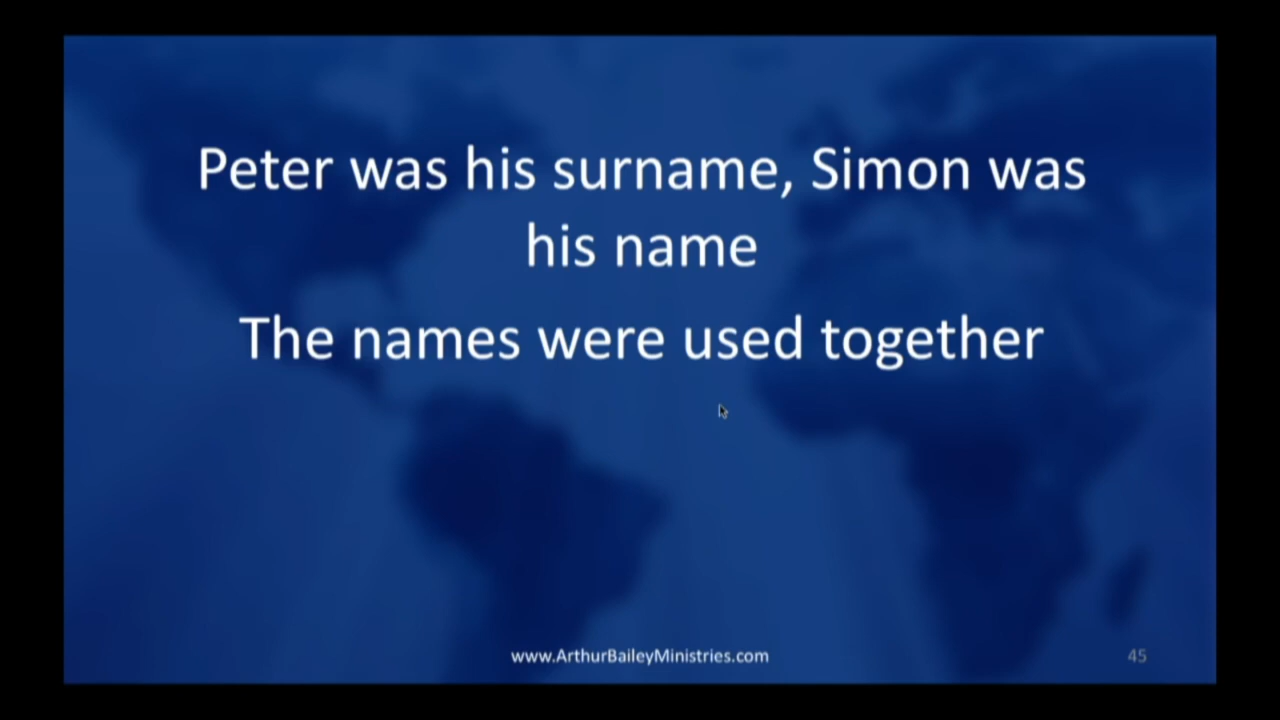 Peter was his surname, Simon was
his name
The names were used together
www.ArthurBaileyMinistries.com
45